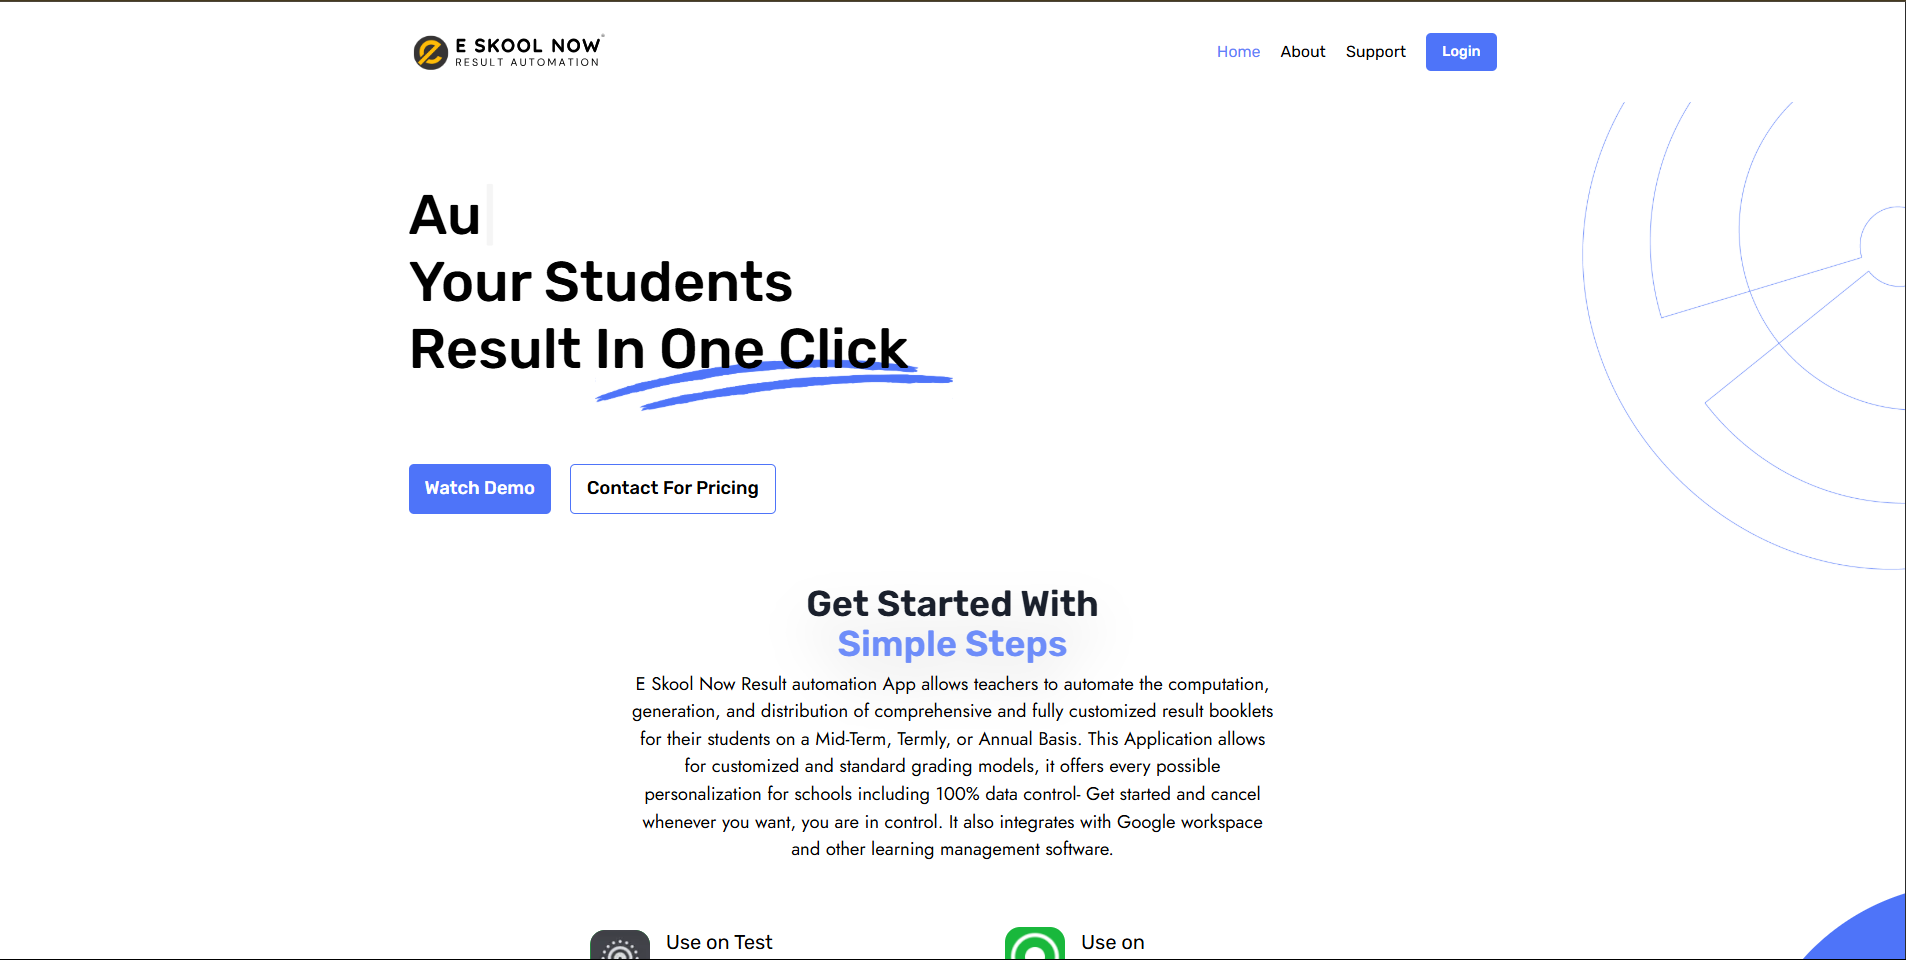 E SKOOL NOW
RESULT AUTOMATION
Home About Support Login
Au
Your Students
Result In One Click
Watch Demo Contact For Pricing
Get Started With
Simple Steps
E Skool Now Result automation App allows teachers to automate the computation,
generation, and distribution of comprehensive and fully customized result booklets
for their students on a Mid-Term, Termly, or Annual Basis. This Application allows
for customized and standard grading models, it offers every possible
personalization for schools including 100% data control- Get started and cancel
whenever you want, you are in control. It also integrates with Google workspace
and other learning management software.
Use on Test
Use on